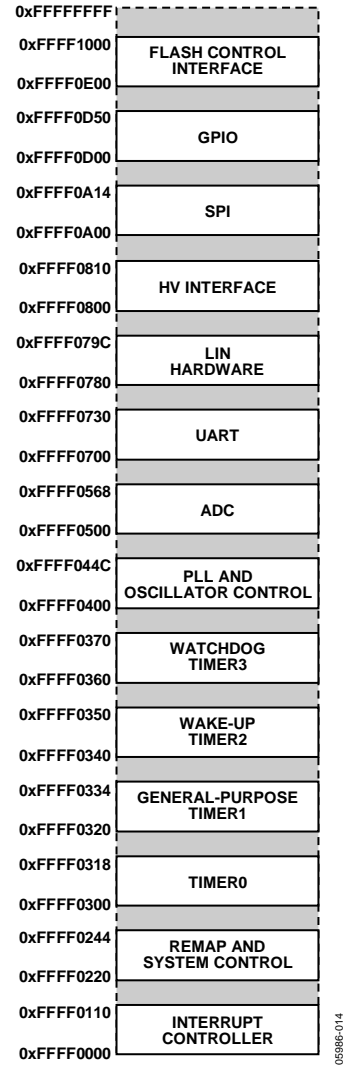 0xFFFFFFFF
0xFFFF1000
FLASH CONTROL
INTERFACE
0xFFFF0E00
0xFFFF0D50
GPIO
0xFFFF0D00
0xFFFF0A14
SPI
0xFFFF0A00
0xFFFF0810
HV INTERFACE
0xFFFF0800
0xFFFF079C
LIN
HARDWARE
0xFFFF0780
0xFFFF0730
UART
0xFFFF0700
0xFFFF0568
ADC
0xFFFF0500
0xFFFF044C
PLL AND
OSCILLATOR CONTROL
0xFFFF0400
0xFFFF0370
WATCHDOG
TIMER3
0xFFFF0360
0xFFFF0350
WAKE-UP
TIMER2
0xFFFF0340
0xFFFF0334
GENERAL-PURPOSE
TIMER1
0xFFFF0320
0xFFFF0318
TIMER0
0xFFFF0300
0xFFFF0244
REMAP AND
SYSTEM CONTROL
0xFFFF0220
0xFFFF0110
INTERRUPT
CONTROLLER
0xFFFF0000
05986-014